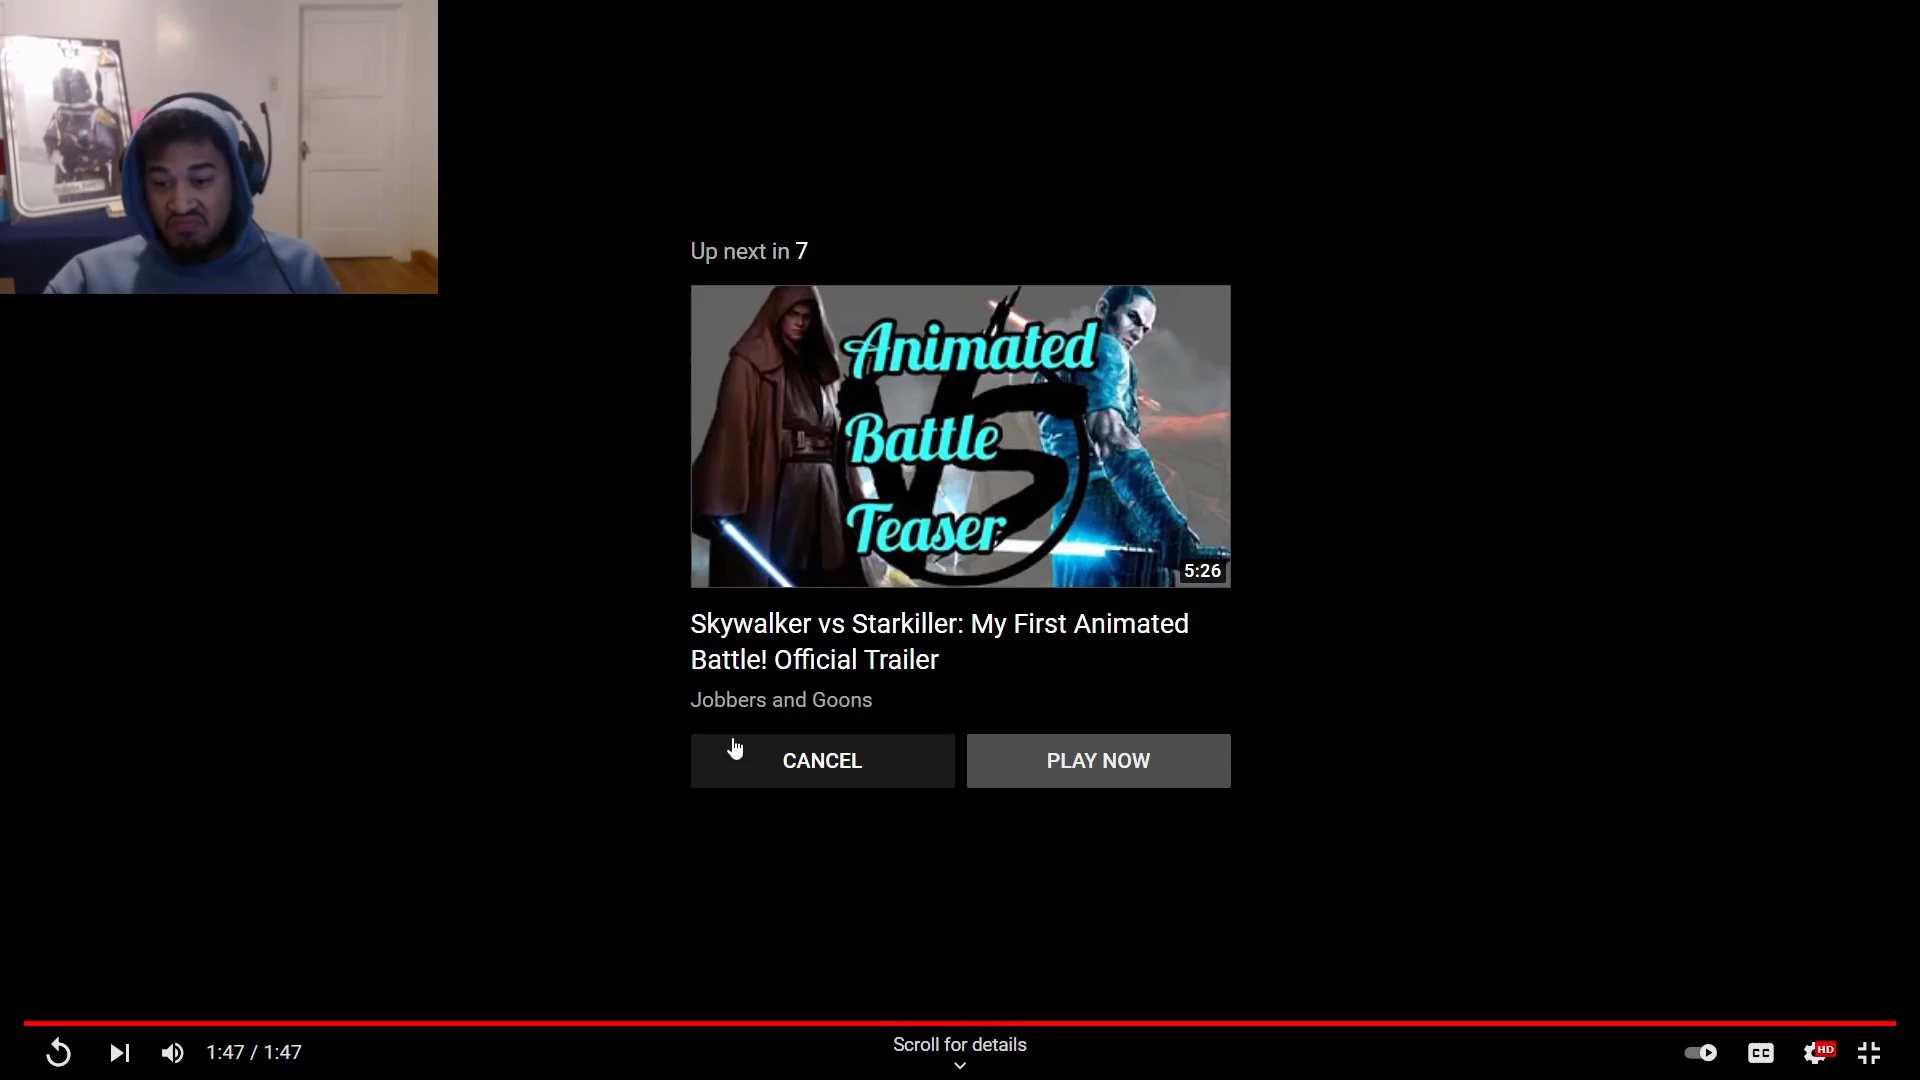 Up next in 7
Animated
Battle
Teaser
5:26
Skywalker vs Starkiller: My First Animated
Battle! Official Trailer
Jobbers and Goons
CANCEL
PLAY NOW
1:47 / 1:47
Scroll for details
CC
HD